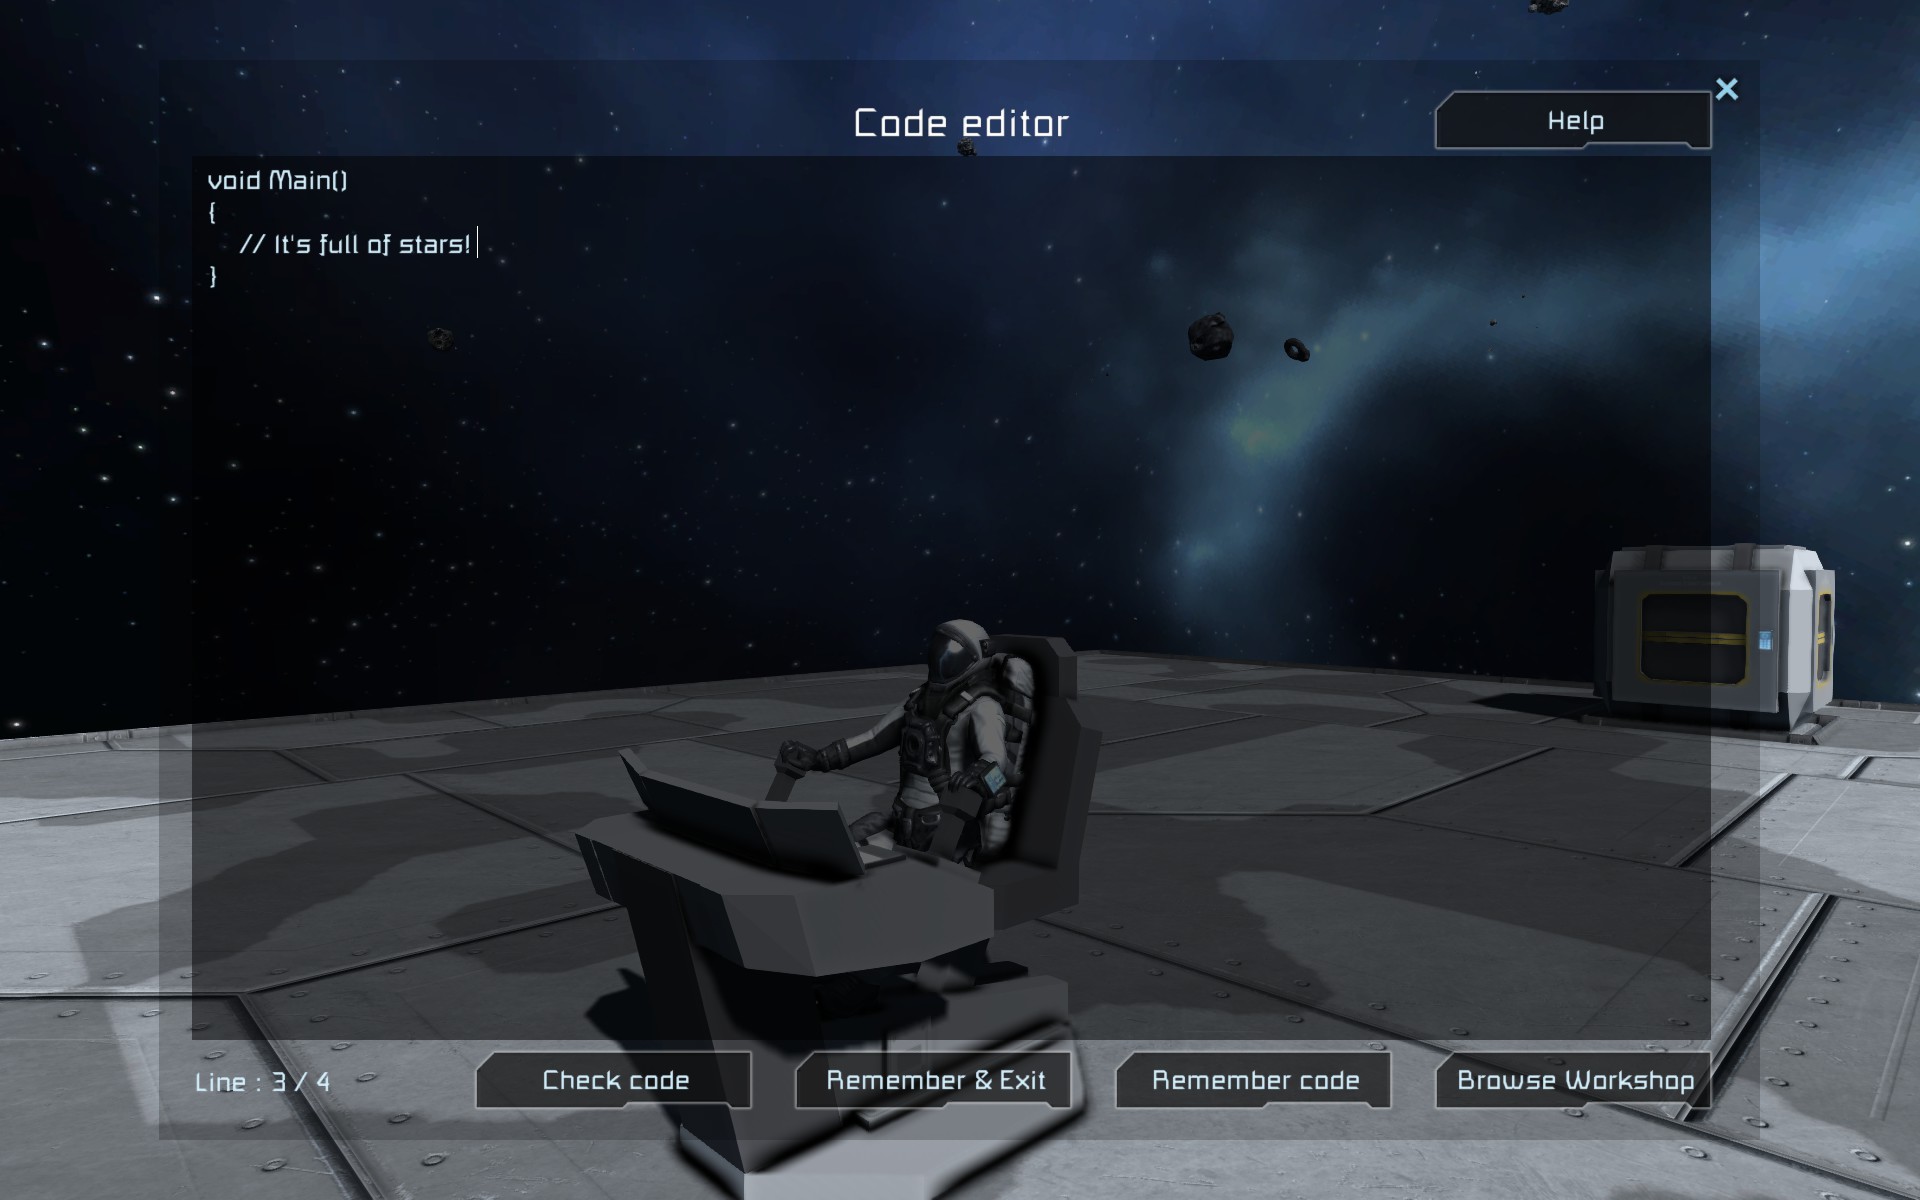 Code editor
Help
void Main()
{
// It's full of stars!
}
Line : 3 / 4
Check code
Remember & Exit
Remember code
Browse Workshop